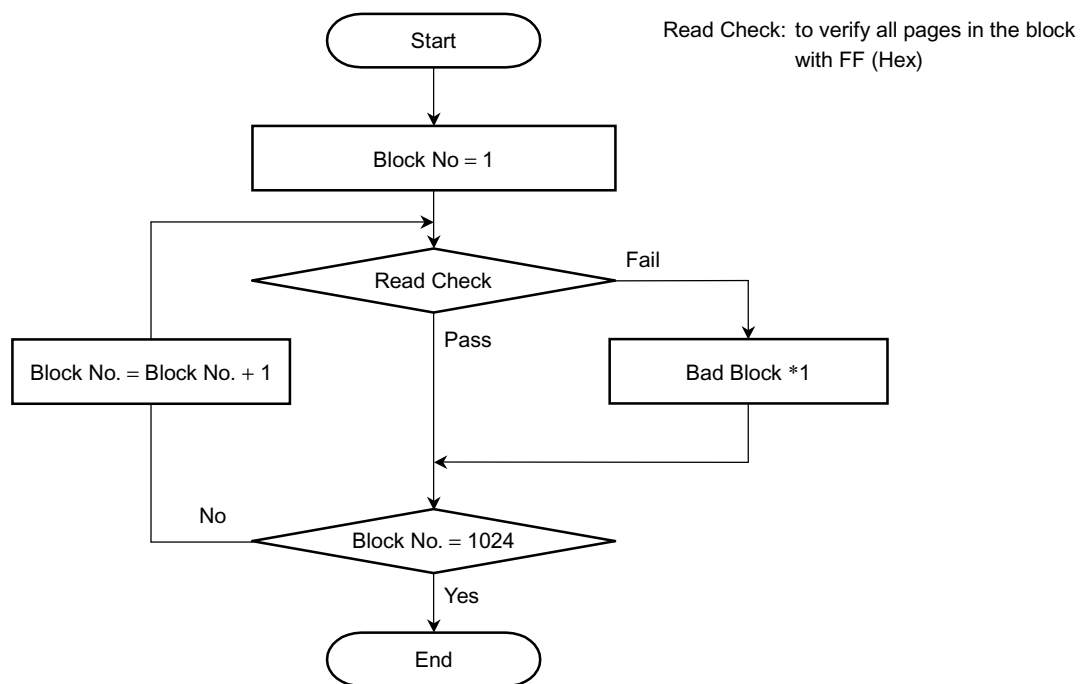 Start
Read Check: to verify all pages in the block
with FF (Hex)
Block No = 1
Read Check
Fail
Pass
Block No. = Block No. + 1
Bad Block *1
No
Block No. = 1024
Yes
End